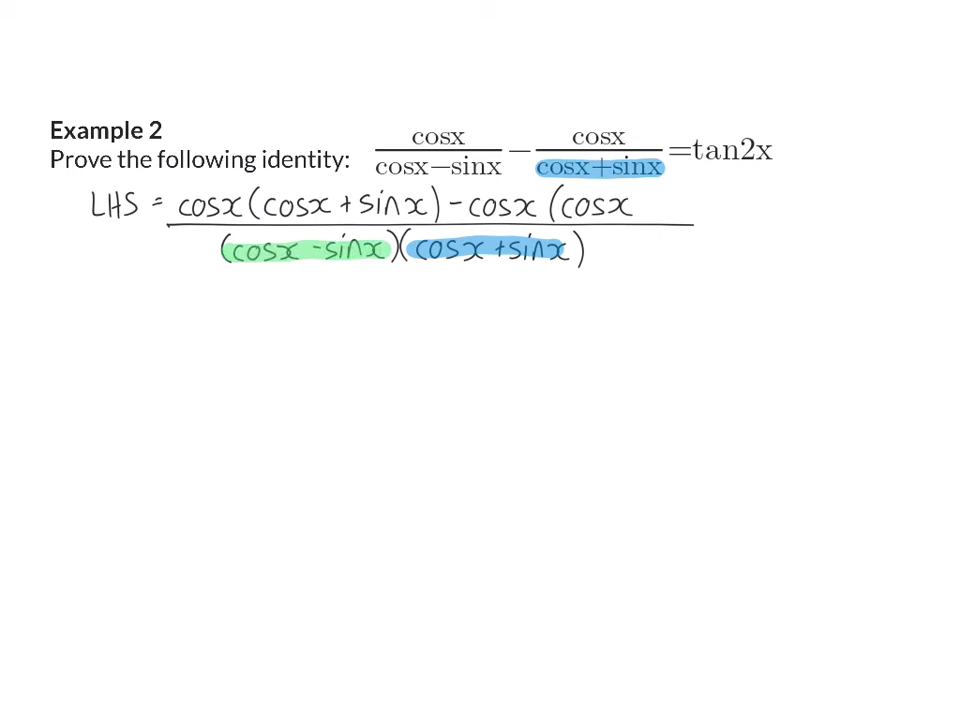 Example 2
Prove the following identity: cosx/(cosx−sinx) − cosx/(cosx+sinx) =tan2x
LHS = cosx(cosx + sinx) - cosx (cosx
(cosx - sinx)(cosx + sinx)